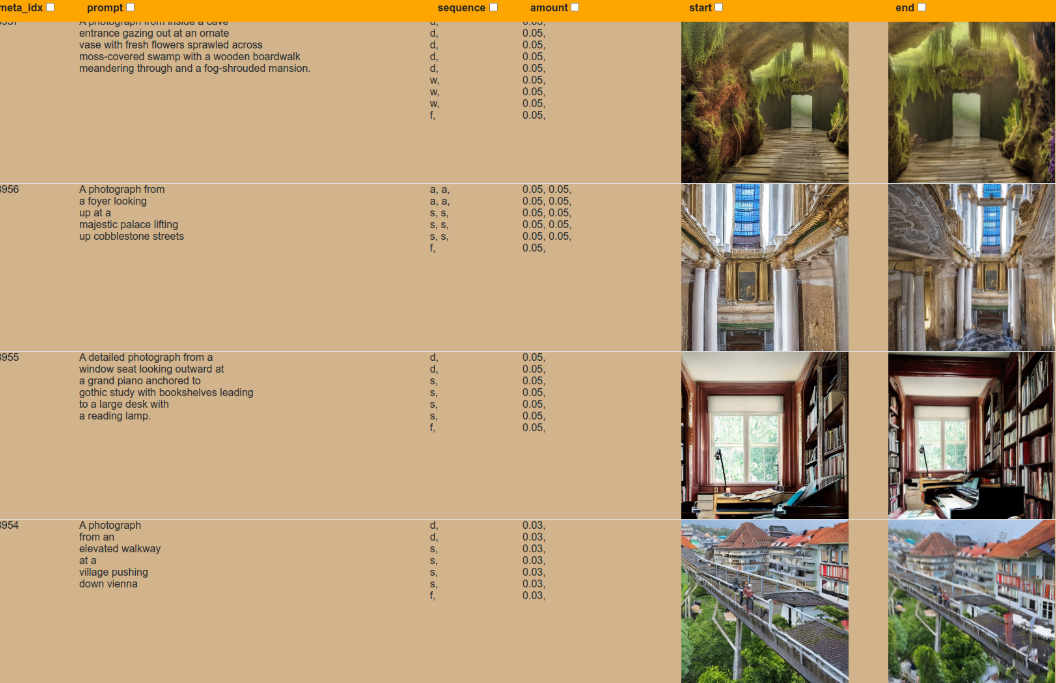 meta_idx prompt sequence amount start end
A photograph from inside a cave d, 0.05,
entrance gazing out at an ornate d, 0.05,
vase with fresh flowers sprawled across d, 0.05,
moss-covered swamp with a wooden boardwalk d, 0.05,
meandering through and a fog-shrouded mansion. d, 0.05,
w, 0.05,
w, 0.05,
w, 0.05,
f, 0.05,
8956 A photograph from a, a, 0.05, 0.05,
a foyer looking a, a, 0.05, 0.05,
up at a s, s, 0.05, 0.05,
majestic palace lifting s, s, 0.05, 0.05,
up cobblestone streets s, s, 0.05, 0.05,
f, 0.05,
8955 A detailed photograph from a d, 0.05,
window seat looking outward at d, 0.05,
a grand piano anchored to s, 0.05,
gothic study with bookshelves leading s, 0.05,
to a large desk with s, 0.05,
a reading lamp. s, 0.05,
f, 0.05,
8954 A photograph d, 0.03,
from an d, 0.03,
elevated walkway s, 0.03,
at a s, 0.03,
village pushing s, 0.03,
down vienna s, 0.03,
f, 0.03,